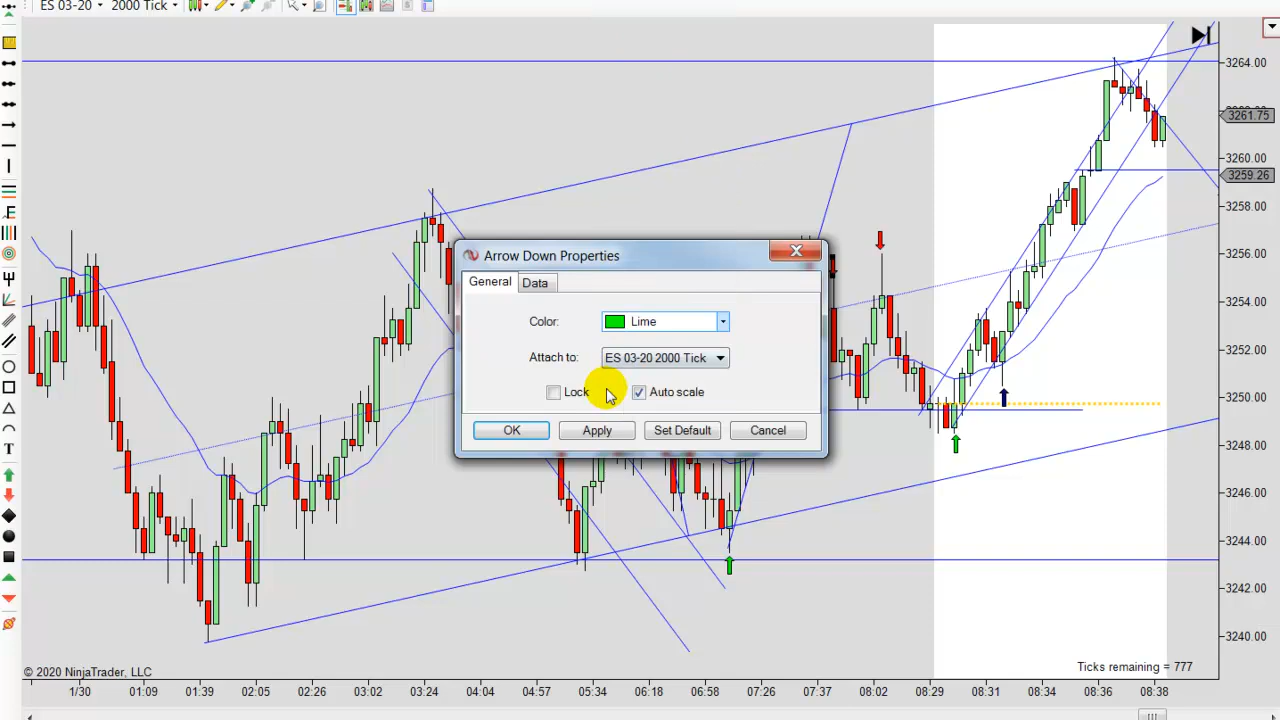 ES 03-20 2000 Tick
3264.00
3261.75
3260.00
3259.26
3258.00
3256.00
3254.00
3252.00
3250.00
3248.00
3246.00
3244.00
3242.00
3240.00
Arrow Down Properties
General Data
Color: Lime
Attach to: ES 03-20 2000 Tick
Lock Auto scale
OK Apply Set Default Cancel
F
T
© 2020 NinjaTrader, LLC
Ticks remaining = 777
1/30 01:09 01:39 02:05 02:26 03:02 03:24 04:04 04:57 05:34 06:18 06:58 07:26 07:37 08:02 08:29 08:31 08:34 08:36 08:38